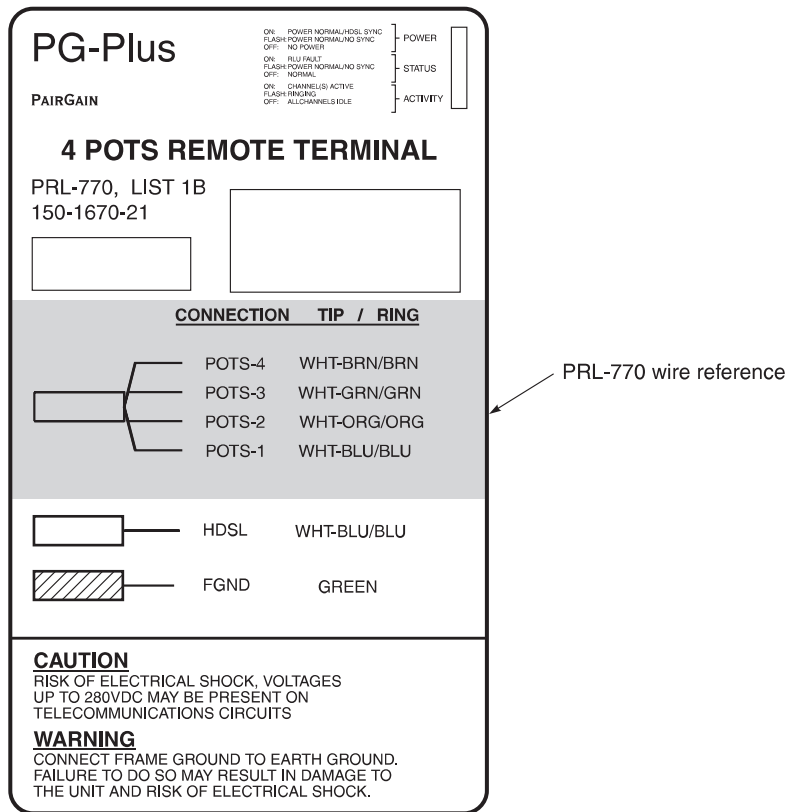 PG-Plus
PAIRGAIN
ON: POWER NORMAL/HDSL SYNC
FLASH: POWER NORMAL/NO SYNC
OFF: NO POWER
POWER
ON: RLU FAULT
FLASH: POWER NORMAL/NO SYNC
OFF: NORMAL
STATUS
ON: CHANNEL(S) ACTIVE
FLASH: RINGING
OFF: ALLCHANNELS IDLE
ACTIVITY
4 POTS REMOTE TERMINAL
PRL-770, LIST 1B
150-1670-21
CONNECTION TIP / RING
POTS-4 WHT-BRN/BRN
POTS-3 WHT-GRN/GRN
POTS-2 WHT-ORG/ORG
POTS-1 WHT-BLU/BLU
PRL-770 wire reference
HDSL WHT-BLU/BLU
FGND GREEN
CAUTION
RISK OF ELECTRICAL SHOCK, VOLTAGES
UP TO 280VDC MAY BE PRESENT ON
TELECOMMUNICATIONS CIRCUITS
WARNING
CONNECT FRAME GROUND TO EARTH GROUND.
FAILURE TO DO SO MAY RESULT IN DAMAGE TO
THE UNIT AND RISK OF ELECTRICAL SHOCK.